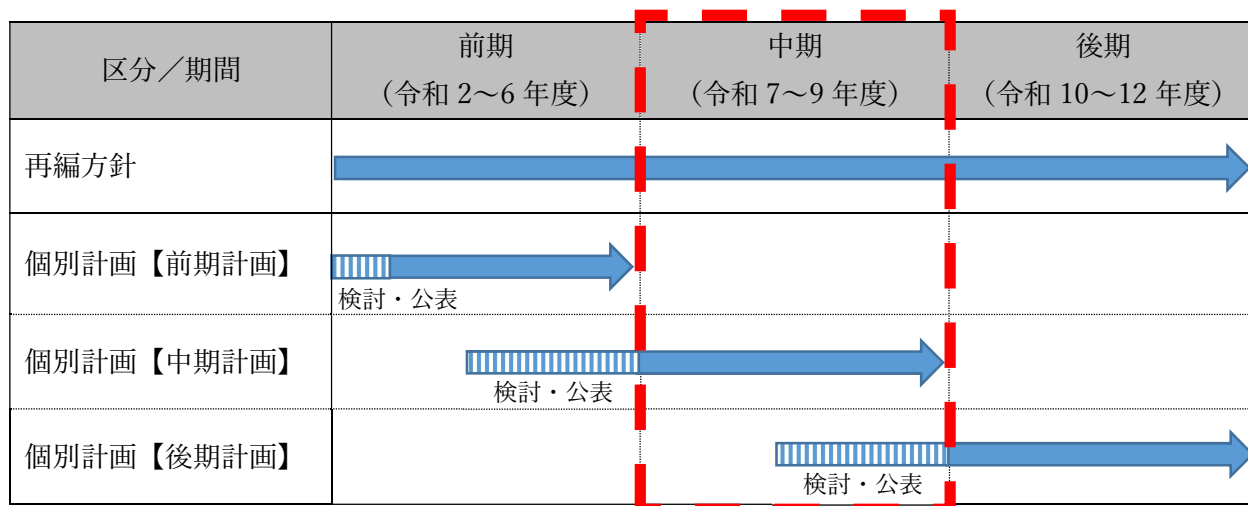 区分／期間
前期
（令和 2～6 年度）
中期
（令和 7～9 年度）
後期
（令和 10～12 年度）
再編方針
個別計画【前期計画】
検討・公表
個別計画【中期計画】
検討・公表
個別計画【後期計画】
検討・公表